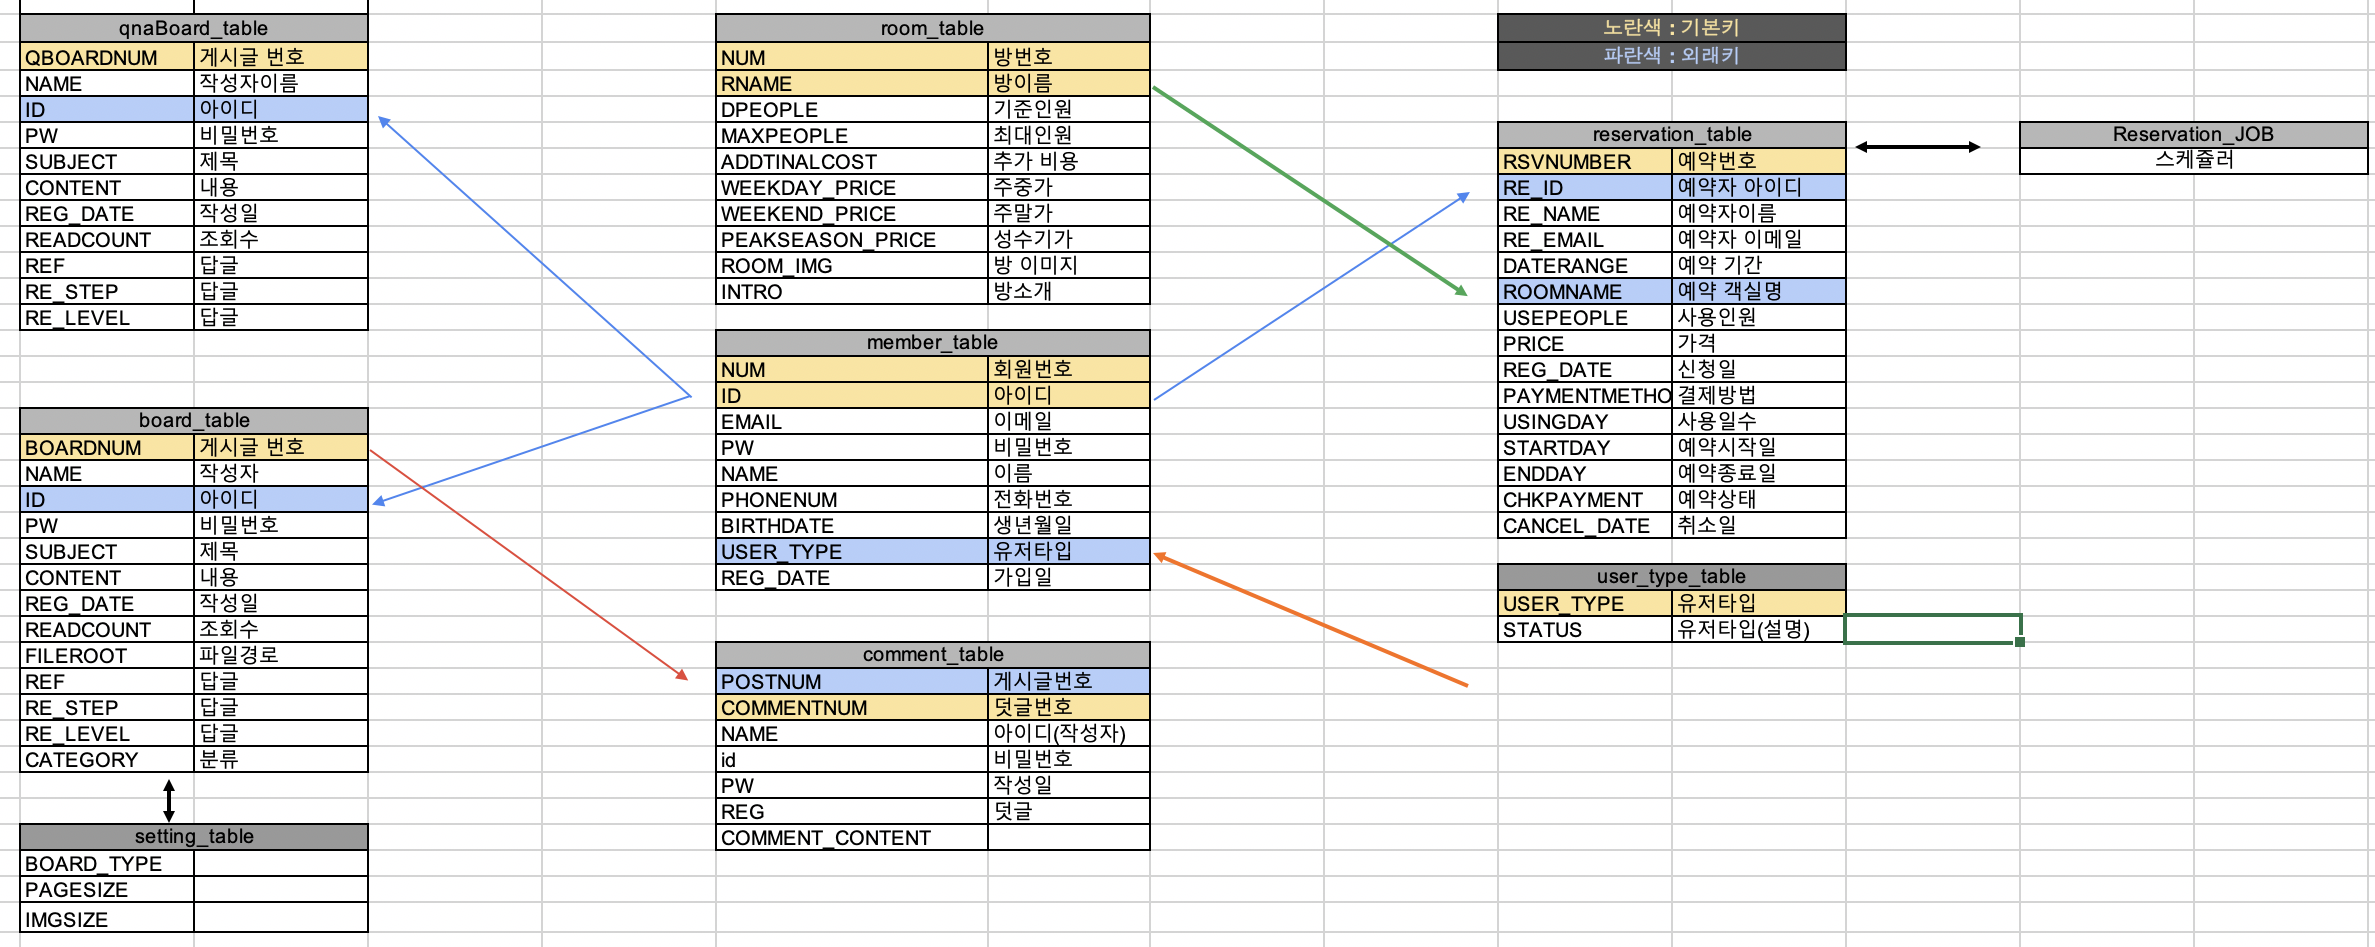 qnaBoard_table
QBOARDNUM 게시글 번호
NAME 작성자이름
ID 아이디
PW 비밀번호
SUBJECT 제목
CONTENT 내용
REG_DATE 작성일
READCOUNT 조회수
REF 답글
RE_STEP 답글
RE_LEVEL 답글
board_table
BOARDNUM 게시글 번호
NAME 작성자
ID 아이디
PW 비밀번호
SUBJECT 제목
CONTENT 내용
REG_DATE 작성일
READCOUNT 조회수
FILEROOT 파일경로
REF 답글
RE_STEP 답글
RE_LEVEL 답글
CATEGORY 분류
setting_table
BOARD_TYPE
PAGESIZE
IMGSIZE
room_table
NUM 방번호
RNAME 방이름
DPEOPLE 기준인원
MAXPEOPLE 최대인원
ADDTINALCOST 추가 비용
WEEKDAY_PRICE 주중가
WEEKEND_PRICE 주말가
PEAKSEASON_PRICE 성수기가
ROOM_IMG 방 이미지
INTRO 방소개
member_table
NUM 회원번호
ID 아이디
EMAIL 이메일
PW 비밀번호
NAME 이름
PHONENUM 전화번호
BIRTHDATE 생년월일
USER_TYPE 유저타입
REG_DATE 가입일
comment_table
POSTNUM 게시글번호
COMMENTNUM 덧글번호
NAME 아이디(작성자)
id 비밀번호
PW 작성일
REG 덧글
COMMENT_CONTENT
노란색 : 기본키
파란색 : 외래키
reservation_table
RSVNUMBER 예약번호
RE_ID 예약자 아이디
RE_NAME 예약자이름
RE_EMAIL 예약자 이메일
DATERANGE 예약 기간
ROOMNAME 예약 객실명
USEPEOPLE 사용인원
PRICE 가격
REG_DATE 신청일
PAYMENTMETHO 결제방법
USINGDAY 사용일수
STARTDAY 예약시작일
ENDDAY 예약종료일
CHKPAYMENT 예약상태
CANCEL_DATE 취소일
user_type_table
USER_TYPE 유저타입
STATUS 유저타입(설명)
Reservation_JOB
스케쥴러